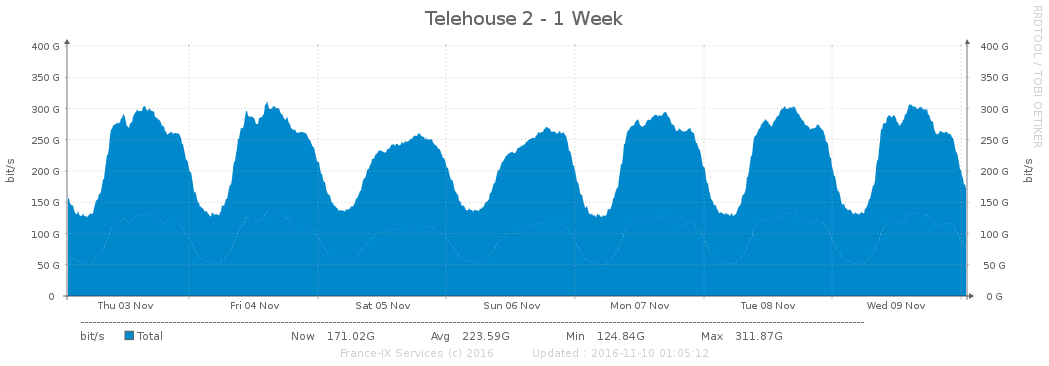 Telehouse 2 - 1 Week
RRDTOOL / TOBI OETIKER
400 G 400 G
350 G 350 G
300 G 300 G
250 G 250 G
200 G 200 G
150 G 150 G
100 G 100 G
50 G 50 G
0 0 G
bit/s
bit/s
Thu 03 Nov Fri 04 Nov Sat 05 Nov Sun 06 Nov Mon 07 Nov Tue 08 Nov Wed 09 Nov
bit/s Total Now 171.02G Avg 223.59G Min 124.84G Max 311.87G
France-IX Services (c) 2016 Updated : 2016-11-10 01:05:12